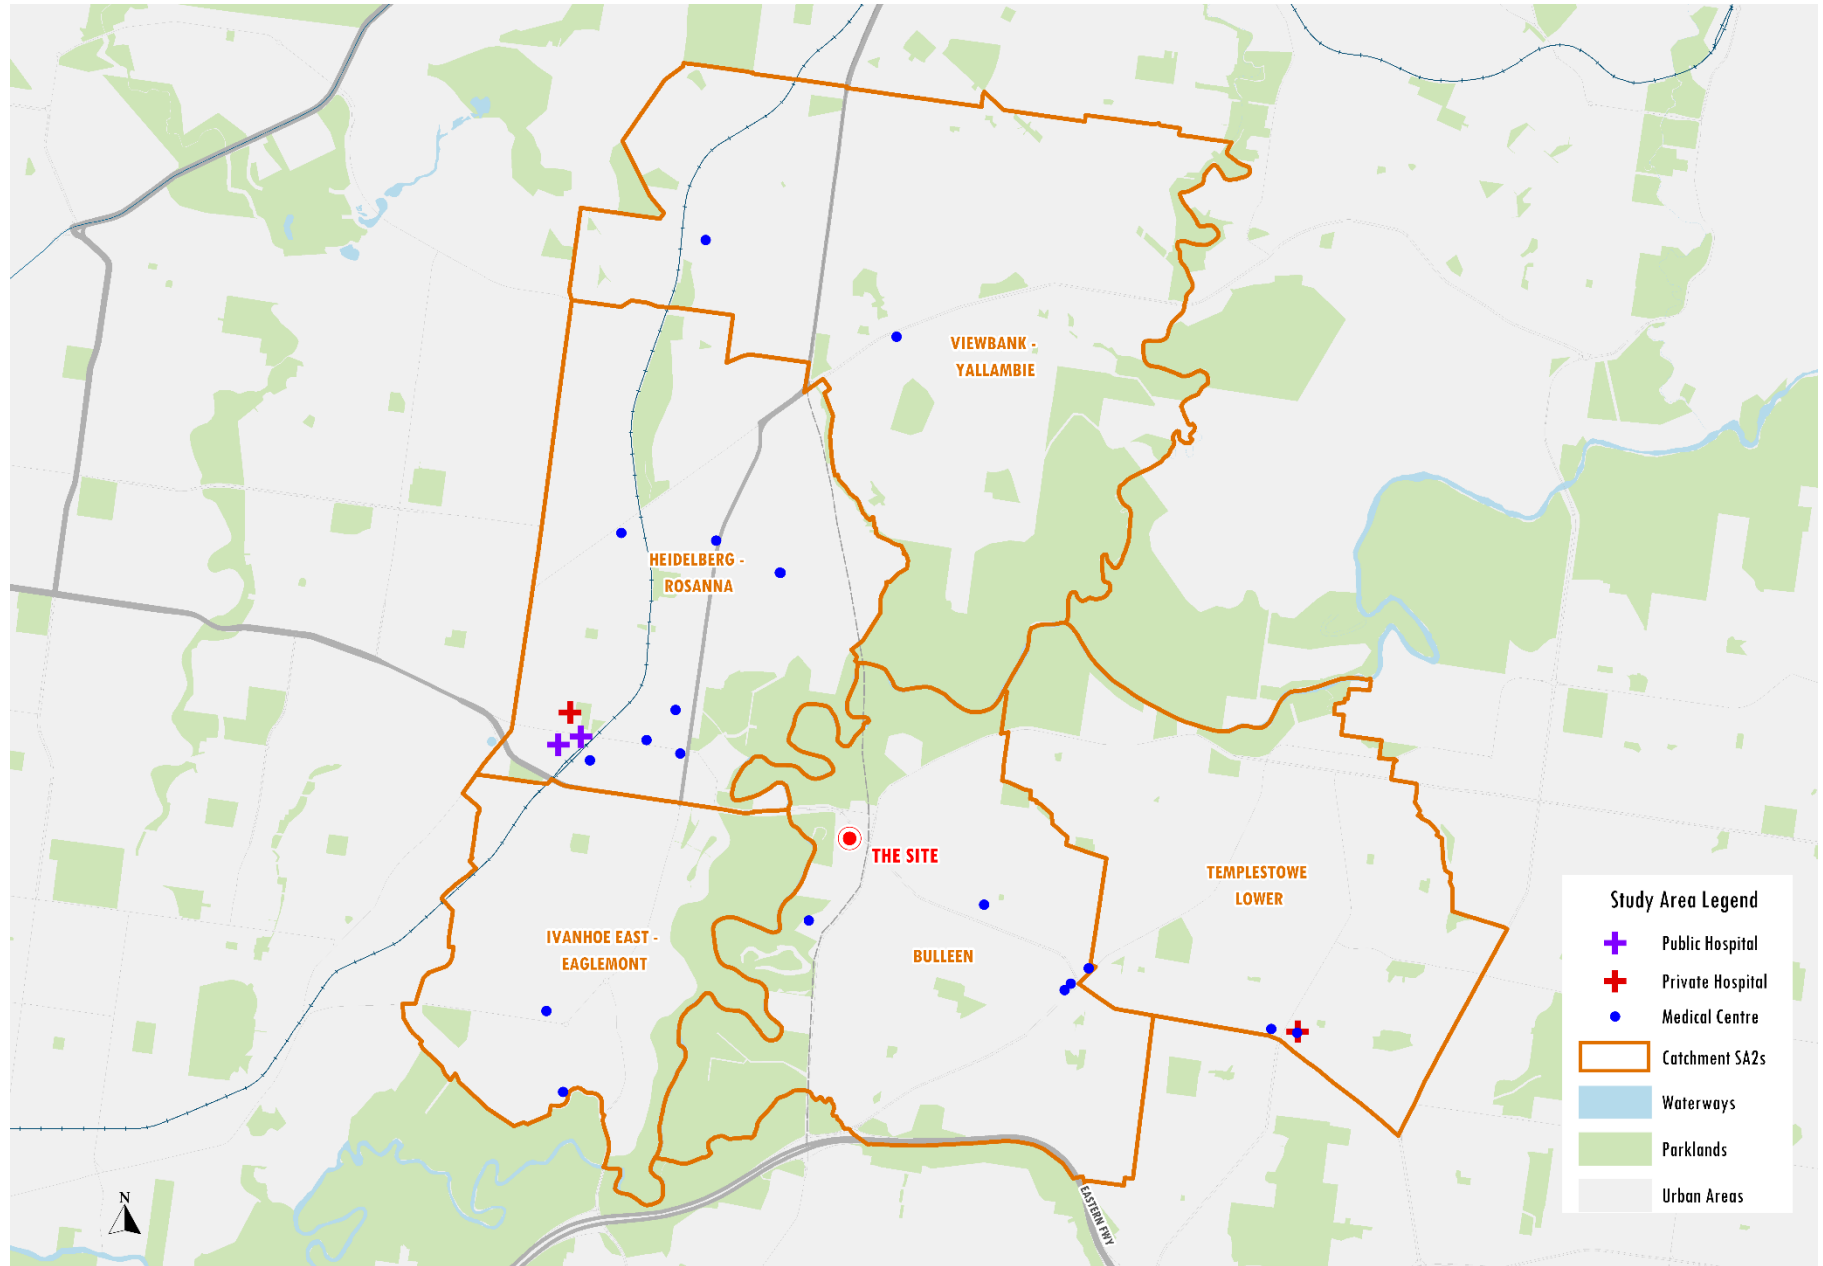 VIEWBANK -
YALLAMBIE
HEIDELBERG -
ROSANNA
THE SITE
TEMPLESTOWE
LOWER
IVANHOE EAST -
EAGLEMONT
BULLEEN
Study Area Legend
Public Hospital
Private Hospital
Medical Centre
Catchment SA2s
Waterways
Parklands
Urban Areas
N
EASTERN FWY